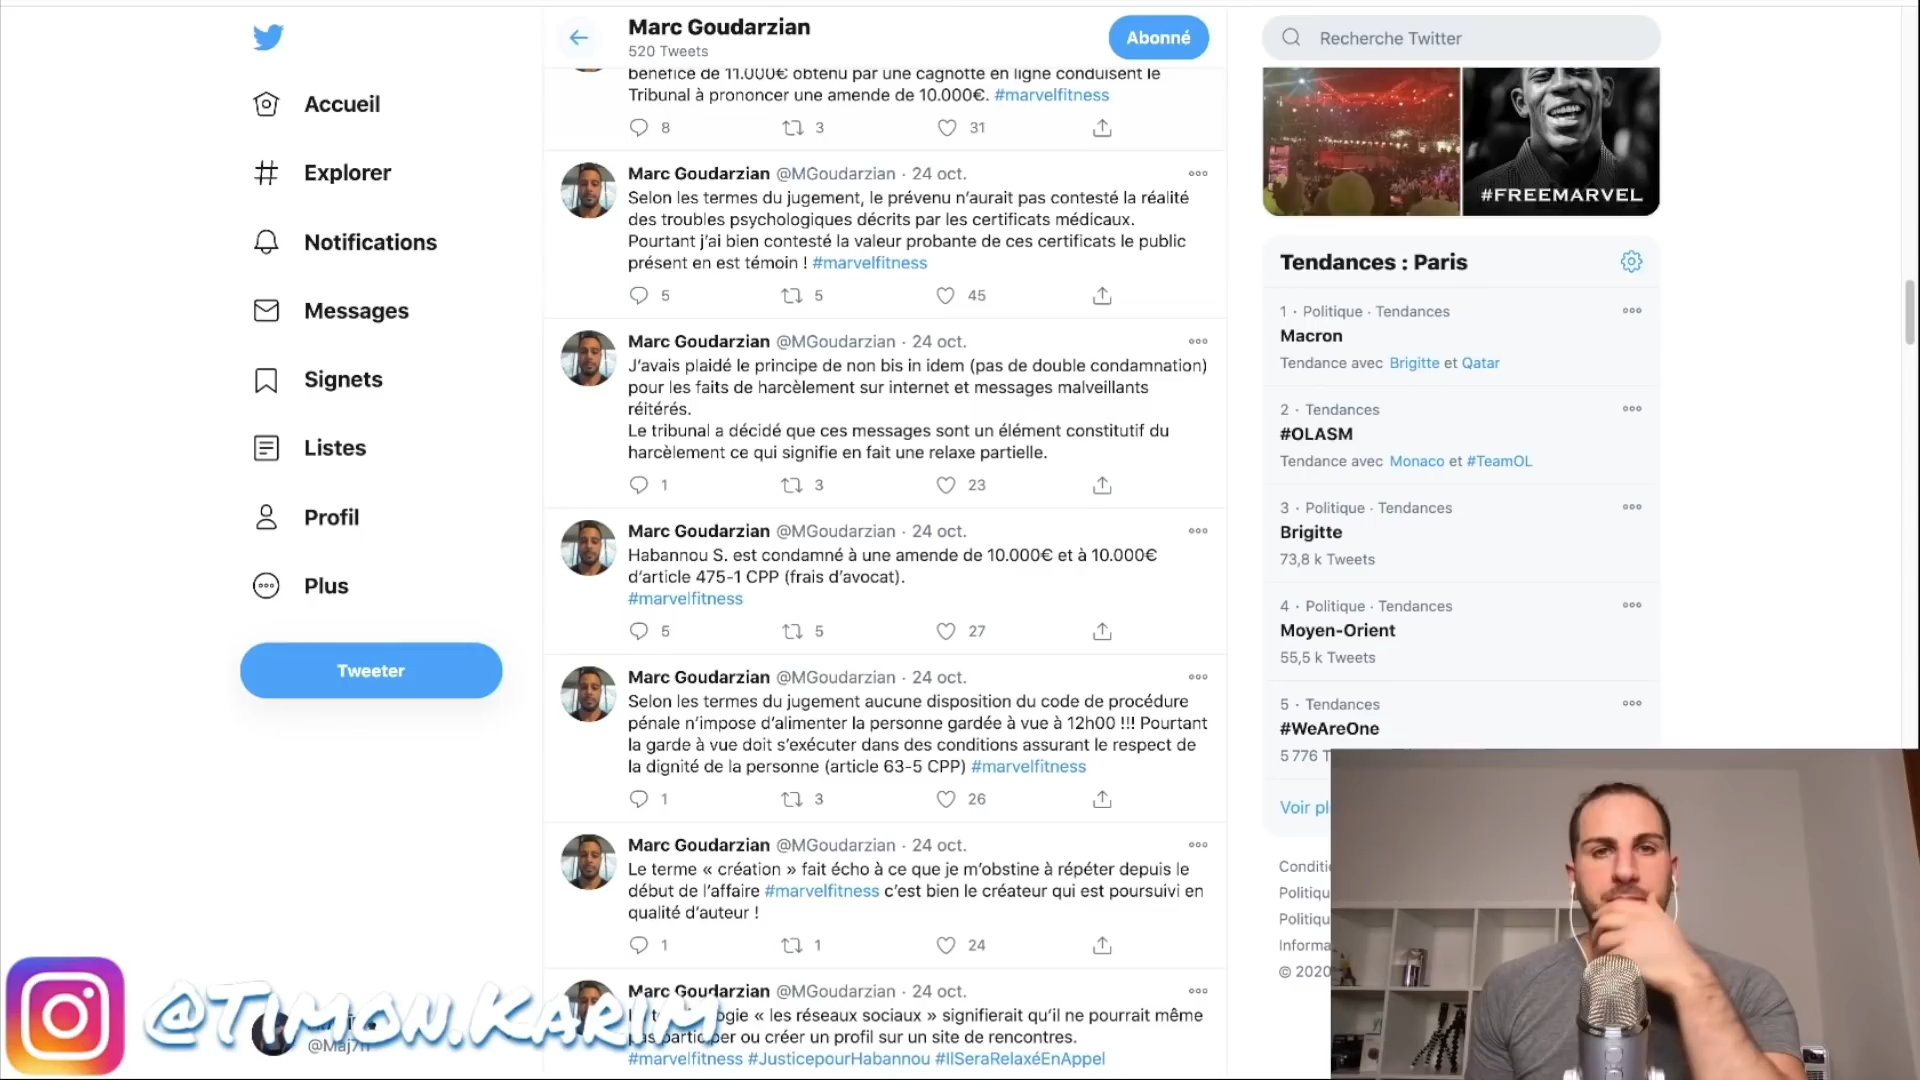 Accueil
Explorer
Notifications
Messages
Signets
Listes
Profil
Plus
Tweeter
@Maj7
@TIMON.KARIM
Marc Goudarzian
520 Tweets
Abonné
bénéfice de 11.000€ obtenu par une cagnotte en ligne conduisent le
Tribunal à prononcer une amende de 10.000€. #marvelfitness
8 3 31
Marc Goudarzian @MGoudarzian · 24 oct.
Selon les termes du jugement, le prévenu n’aurait pas contesté la réalité
des troubles psychologiques décrits par les certificats médicaux.
Pourtant j’ai bien contesté la valeur probante de ces certificats le public
présent en est témoin ! #marvelfitness
5 5 45
Marc Goudarzian @MGoudarzian · 24 oct.
J’avais plaidé le principe de non bis in idem (pas de double condamnation)
pour les faits de harcèlement sur internet et messages malveillants
réitérés.
Le tribunal a décidé que ces messages sont un élément constitutif du
harcèlement ce qui signifie en fait une relaxe partielle.
1 3 23
Marc Goudarzian @MGoudarzian · 24 oct.
Habannou S. est condamné à une amende de 10.000€ et à 10.000€
d’article 475-1 CPP (frais d’avocat).
#marvelfitness
5 5 27
Marc Goudarzian @MGoudarzian · 24 oct.
Selon les termes du jugement aucune disposition du code de procédure
pénale n’impose d’alimenter la personne gardée à vue à 12h00 !!! Pourtant
la garde à vue doit s’exécuter dans des conditions assurant le respect de
la dignité de la personne (article 63-5 CPP) #marvelfitness
1 3 26
Marc Goudarzian @MGoudarzian · 24 oct.
Le terme « création » fait écho à ce que je m’obstine à répéter depuis le
début de l’affaire #marvelfitness c’est bien le créateur qui est poursuivi en
qualité d’auteur !
1 1 24
Marc Goudarzian @MGoudarzian · 24 oct.
« les réseaux sociaux » signifierait qu’il ne pourrait même
pas participer ou créer un profil sur un site de rencontres.
#marvelfitness #JusticepourHabannou #IlSeraRelaxéEnAppel
Recherche Twitter
#FREEMARVEL
Tendances : Paris
1 · Politique · Tendances
Macron
Tendance avec Brigitte et Qatar
2 · Tendances
#OLASM
Tendance avec Monaco et #TeamOL
3 · Politique · Tendances
Brigitte
73,8 k Tweets
4 · Politique · Tendances
Moyen-Orient
55,5 k Tweets
5 · Tendances
#WeAreOne
5 776 T
Voir pl
Conditi
Politiqu
Politiqu
Informa
© 2020